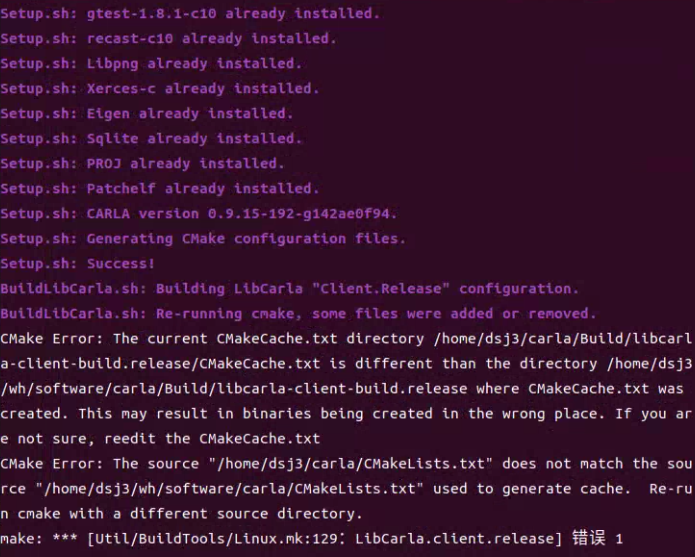 Setup.sh: gtest-1.8.1-c10 already installed.
Setup.sh: recast-c10 already installed.
Setup.sh: Libpng already installed.
Setup.sh: Xerces-c already installed.
Setup.sh: Eigen already installed.
Setup.sh: Sqlite already installed.
Setup.sh: PROJ already installed.
Setup.sh: Patchelf already installed.
Setup.sh: CARLA version 0.9.15-192-g142ae0f94.
Setup.sh: Generating CMake configuration files.
Setup.sh: Success!
BuildLibCarla.sh: Building LibCarla "Client.Release" configuration.
BuildLibCarla.sh: Re-running cmake, some files were added or removed.
CMake Error: The current CMakeCache.txt directory /home/dsj3/carla/Build/libcarl
a-client-build.release/CMakeCache.txt is different than the directory /home/dsj3
/wh/software/carla/Build/libcarla-client-build.release where CMakeCache.txt was
created. This may result in binaries being created in the wrong place. If you ar
e not sure, reedit the CMakeCache.txt
CMake Error: The source "/home/dsj3/carla/CMakeLists.txt" does not match the sou
rce "/home/dsj3/wh/software/carla/CMakeLists.txt" used to generate cache.  Re-ru
n cmake with a different source directory.
make: *** [Util/BuildTools/Linux.mk:129：LibCarla.client.release] 错误 1